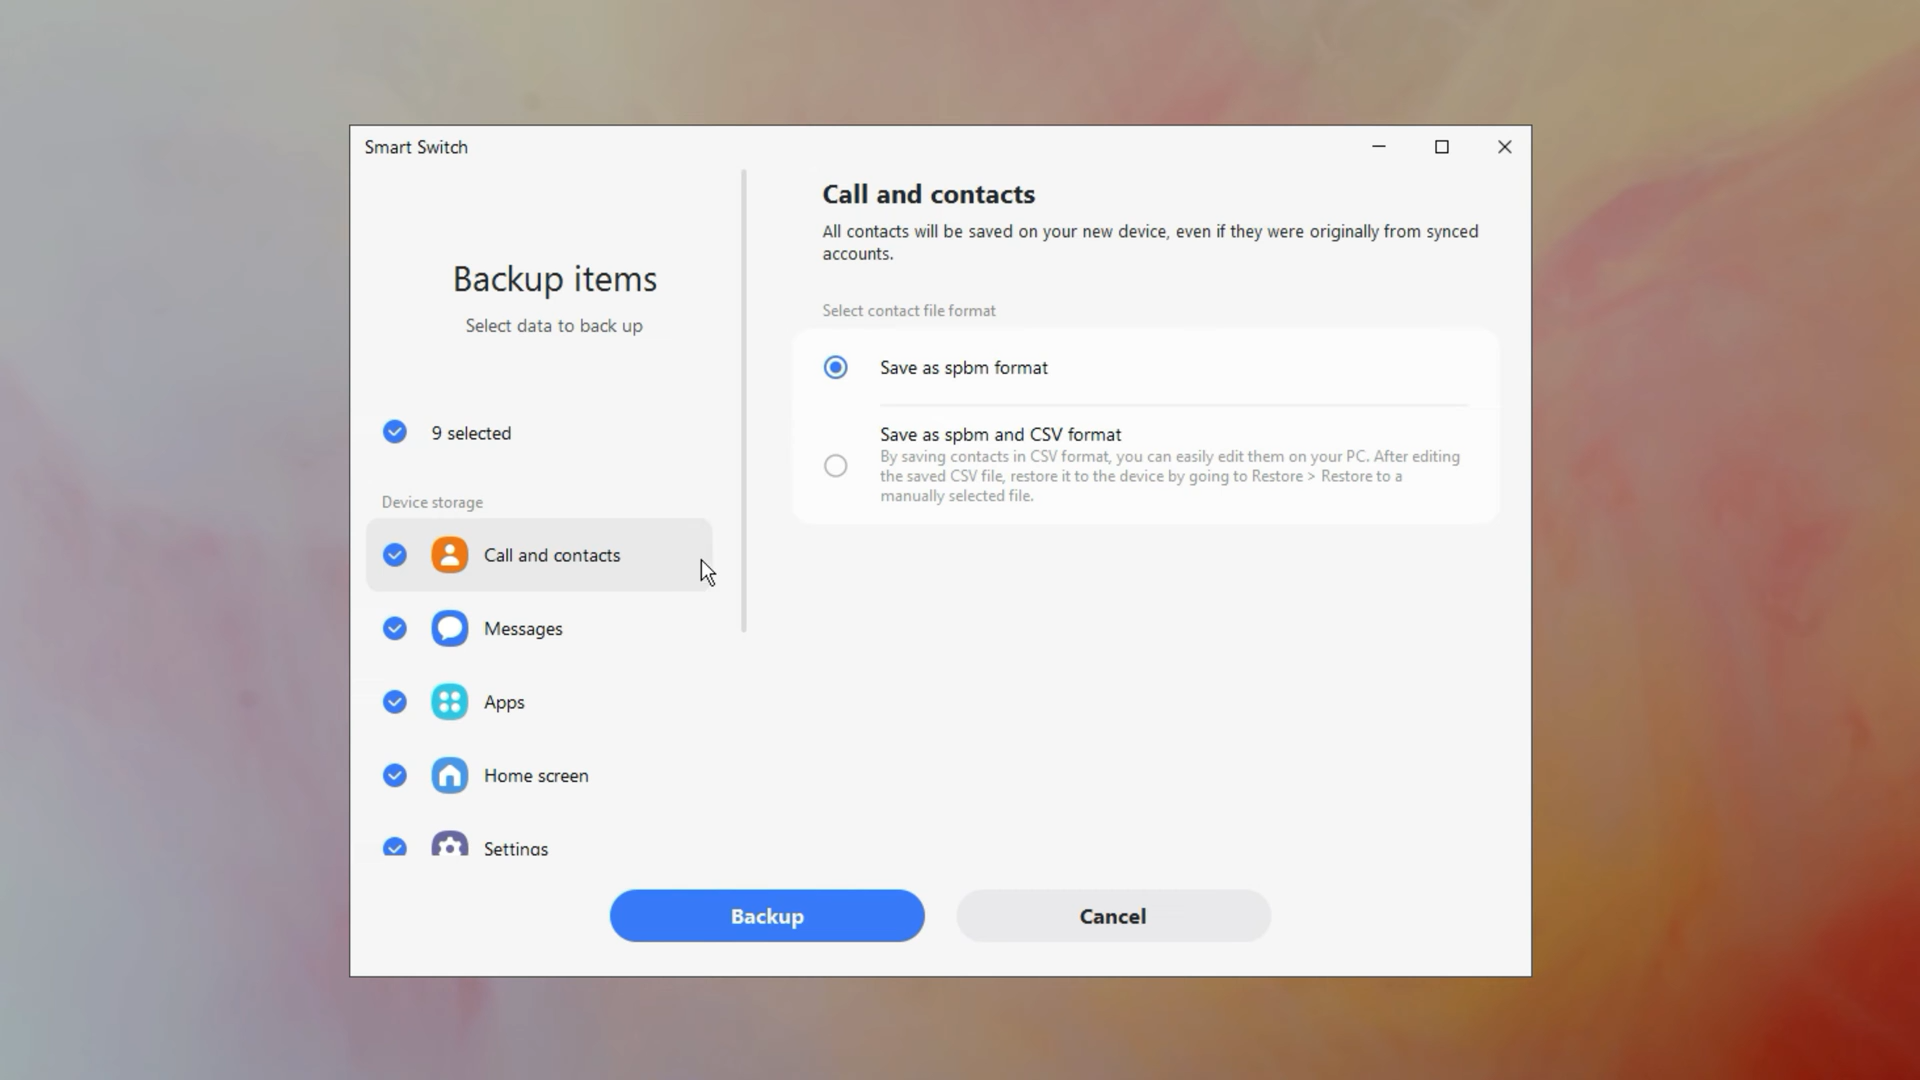 Smart Switch
Backup items
Select data to back up
9 selected
Device storage
Call and contacts
Messages
Apps
Home screen
Settings
Call and contacts
All contacts will be saved on your new device, even if they were originally from synced
accounts.
Select contact file format
Save as spbm format
Save as spbm and CSV format
By saving contacts in CSV format, you can easily edit them on your PC. After editing
the saved CSV file, restore it to the device by going to Restore > Restore to a
manually selected file.
Backup
Cancel